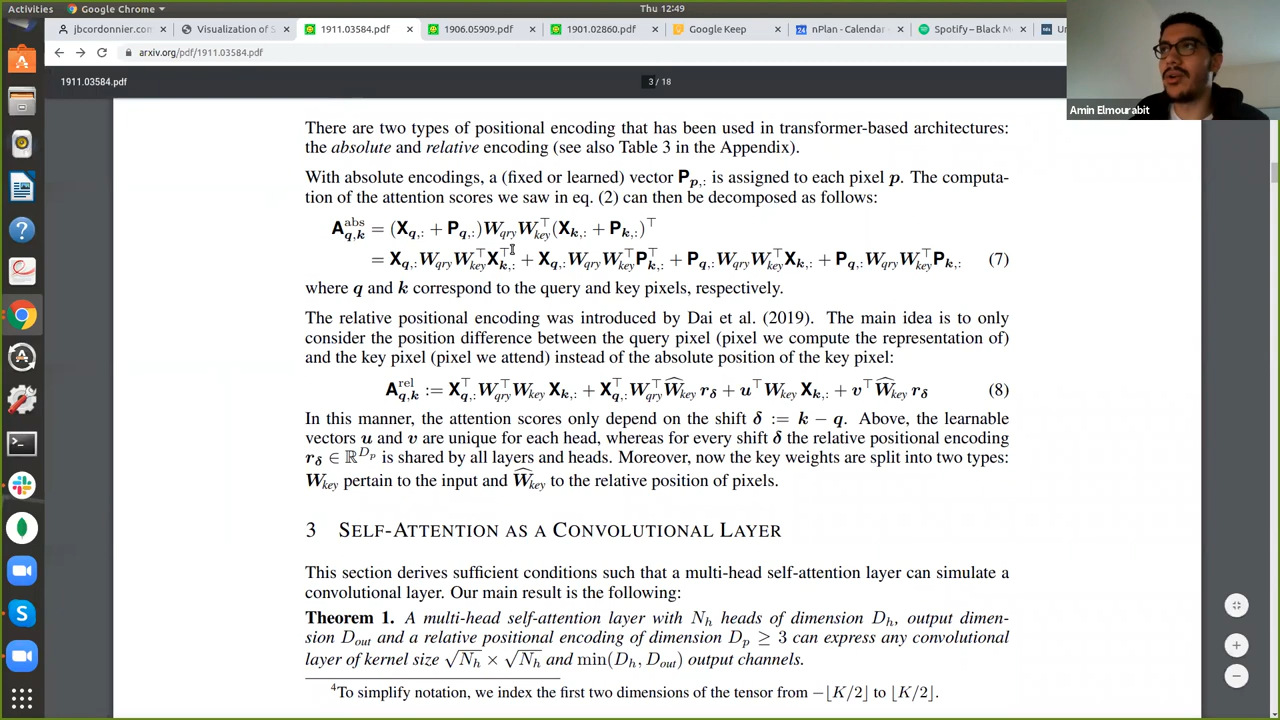 Activities
Google Chrome
Thu 12:49
jbcordonnier.com
Visualization of S
1911.03584.pdf
1906.05909.pdf
1901.02860.pdf
Google Keep
24
nPlan - Calendar
Spotify – Black M
arxiv.org/pdf/1911.03584.pdf
1911.03584.pdf
3 / 18
Amin Elmourabit
There are two types of positional encoding that has been used in transformer-based architectures:
the absolute and relative encoding (see also Table 3 in the Appendix).
With absolute encodings, a (fixed or learned) vector P_{p,:} is assigned to each pixel p. The computa-
tion of the attention scores we saw in eq. (2) can then be decomposed as follows:
A^{abs}_{q,k} = (X_{q,:} + P_{q,:})W_{qry}W^⊤_{key}(X_{k,:} + P_{k,:})^⊤
= X_{q,:}W_{qry}W^⊤_{key}X^⊤_{k,:} + X_{q,:}W_{qry}W^⊤_{key}P^⊤_{k,:} + P_{q,:}W_{qry}W^⊤_{key}X_{k,:} + P_{q,:}W_{qry}W^⊤_{key}P_{k,:} (7)
where q and k correspond to the query and key pixels, respectively.
The relative positional encoding was introduced by Dai et al. (2019). The main idea is to only
consider the position difference between the query pixel (pixel we compute the representation of)
and the key pixel (pixel we attend) instead of the absolute position of the key pixel:
A^{rel}_{q,k} := X^⊤_{q,:}W^⊤_{qry}W_{key} X_{k,:} + X^⊤_{q,:}W^⊤_{qry}Ŵ_{key} r_δ + u^⊤W_{key} X_{k,:} + v^⊤Ŵ_{key} r_δ (8)
In this manner, the attention scores only depend on the shift δ := k − q. Above, the learnable
vectors u and v are unique for each head, whereas for every shift δ the relative positional encoding
r_δ ∈ ℝ^{D_p} is shared by all layers and heads. Moreover, now the key weights are split into two types:
W_{key} pertain to the input and Ŵ_{key} to the relative position of pixels.
3 SELF-ATTENTION AS A CONVOLUTIONAL LAYER
This section derives sufficient conditions such that a multi-head self-attention layer can simulate a
convolutional layer. Our main result is the following:
Theorem 1. A multi-head self-attention layer with N_h heads of dimension D_h, output dimen-
sion D_{out} and a relative positional encoding of dimension D_p ≥ 3 can express any convolutional
layer of kernel size √N_h × √N_h and min(D_h, D_{out}) output channels.
⁴To simplify notation, we index the first two dimensions of the tensor from −⌊K/2⌋ to ⌊K/2⌋.